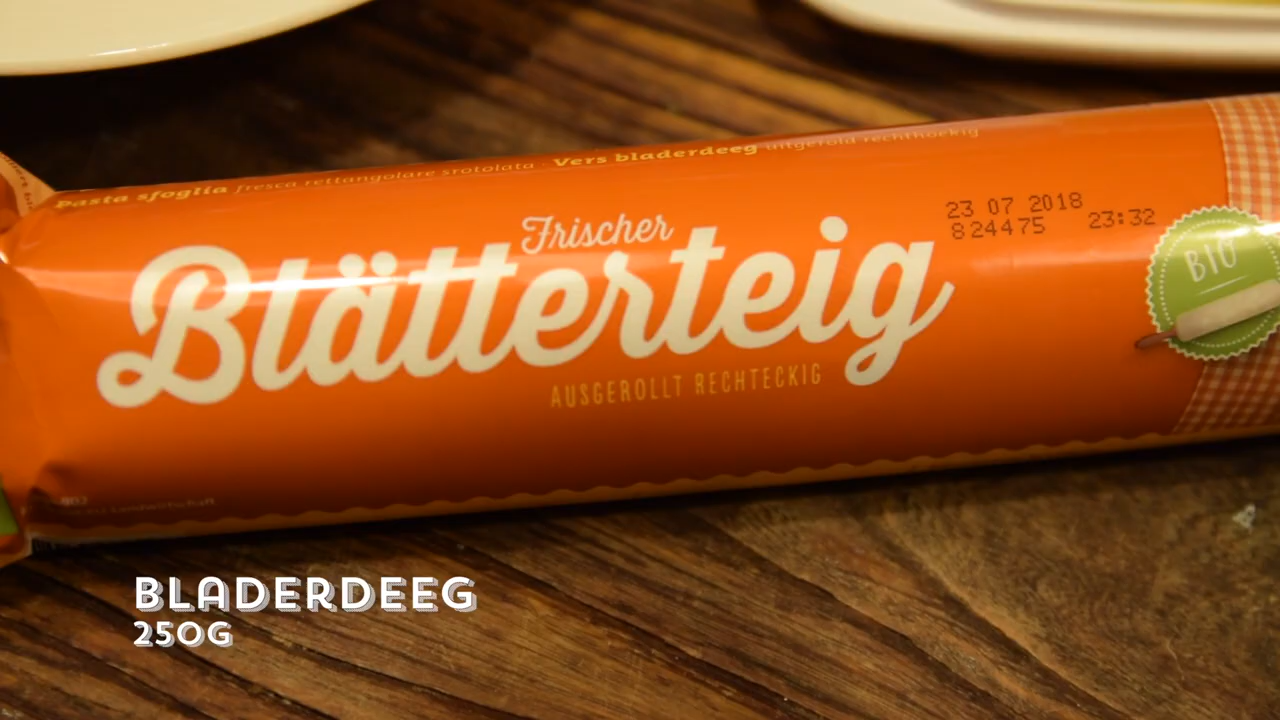 Pasta sfoglia fresca rettangolare srotolata · Vers bladerdeeg uitgerold rechthoekig
Frischer
Blätterteig
AUSGEROLLT RECHTECKIG
23 07 2018
824475 23:32
BIO
Landwirtschaft
BLADERDEEG
250G